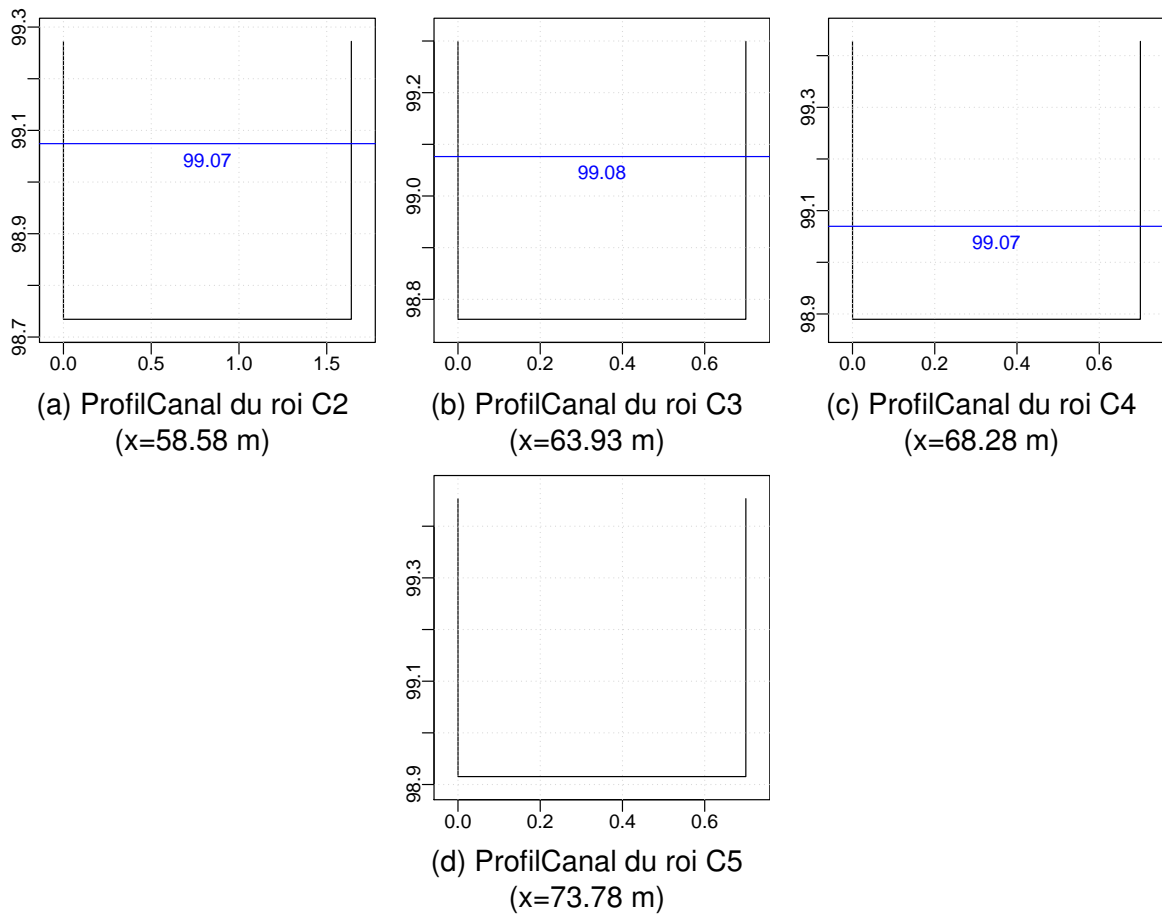 99.3
99.1
98.9
98.7
99.07
0.0 0.5 1.0 1.5
(a) ProfilCanal du roi C2
(x=58.58 m)
99.2
99.0
98.8
99.08
0.0 0.2 0.4 0.6
(b) ProfilCanal du roi C3
(x=63.93 m)
99.3
99.1
98.9
99.07
0.0 0.2 0.4 0.6
(c) ProfilCanal du roi C4
(x=68.28 m)
99.3
99.1
98.9
0.0 0.2 0.4 0.6
(d) ProfilCanal du roi C5
(x=73.78 m)